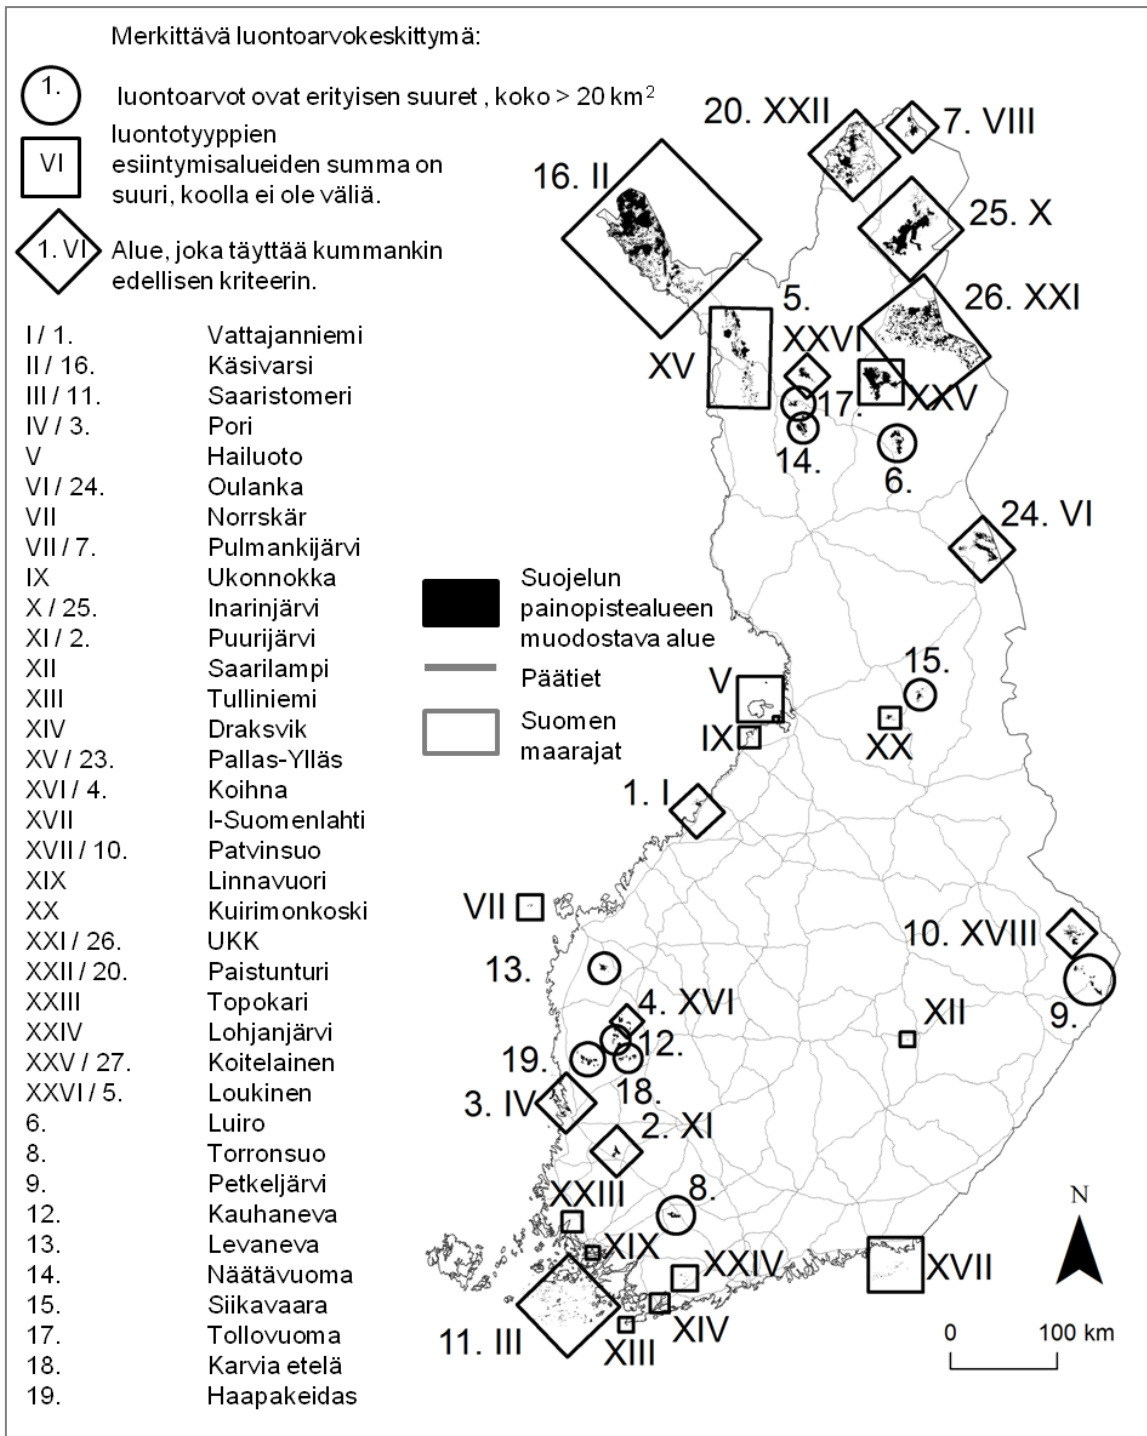 Merkittävä luontoarvokeskittymä:
1. luontoarvot ovat erityisen suuret , koko > 20 km²
luontotyyppien
VI esiintymisalueiden summa on
suuri, koolla ei ole väliä.
1. VI Alue, joka täyttää kummankin
edellisen kriteerin.
I / 1. Vattajanniemi
II / 16. Käsivarsi
III / 11. Saaristomeri
IV / 3. Pori
V Hailuoto
VI / 24. Oulanka
VII Norrskär
VII / 7. Pulmankijärvi
IX Ukonnokka
X / 25. Inarinjärvi
XI / 2. Puurijärvi
XII Saarilampi
XIII Tulliniemi
XIV Draksvik
XV / 23. Pallas-Ylläs
XVI / 4. Koihna
XVII I-Suomenlahti
XVII / 10. Patvinsuo
XIX Linnavuori
XX Kuirimonkoski
XXI / 26. UKK
XXII / 20. Paistunturi
XXIII Topokari
XXIV Lohjanjärvi
XXV / 27. Koitelainen
XXVI / 5. Loukinen
6. Luiro
8. Torronsuo
9. Petkeljärvi
12. Kauhaneva
13. Levaneva
14. Näätävuoma
15. Siikavaara
17. Tollovuoma
18. Karvia etelä
19. Haapakeidas
Suojelun
painopistealueen
muodostava alue
Päätiet
Suomen
maarajat
20. XXII
7. VIII
16. II
25. X
26. XXI
5.
XXVI
XV
XXV
17.
14.
6.
24. VI
15.
V
IX
XX
1. I
VII
10. XVIII
13.
9.
4. XVI
XII
12.
19.
18.
3. IV
2. XI
8.
XXIII
XIX
XXIV
XVII
11. III
XIV
XIII
N
0 100 km